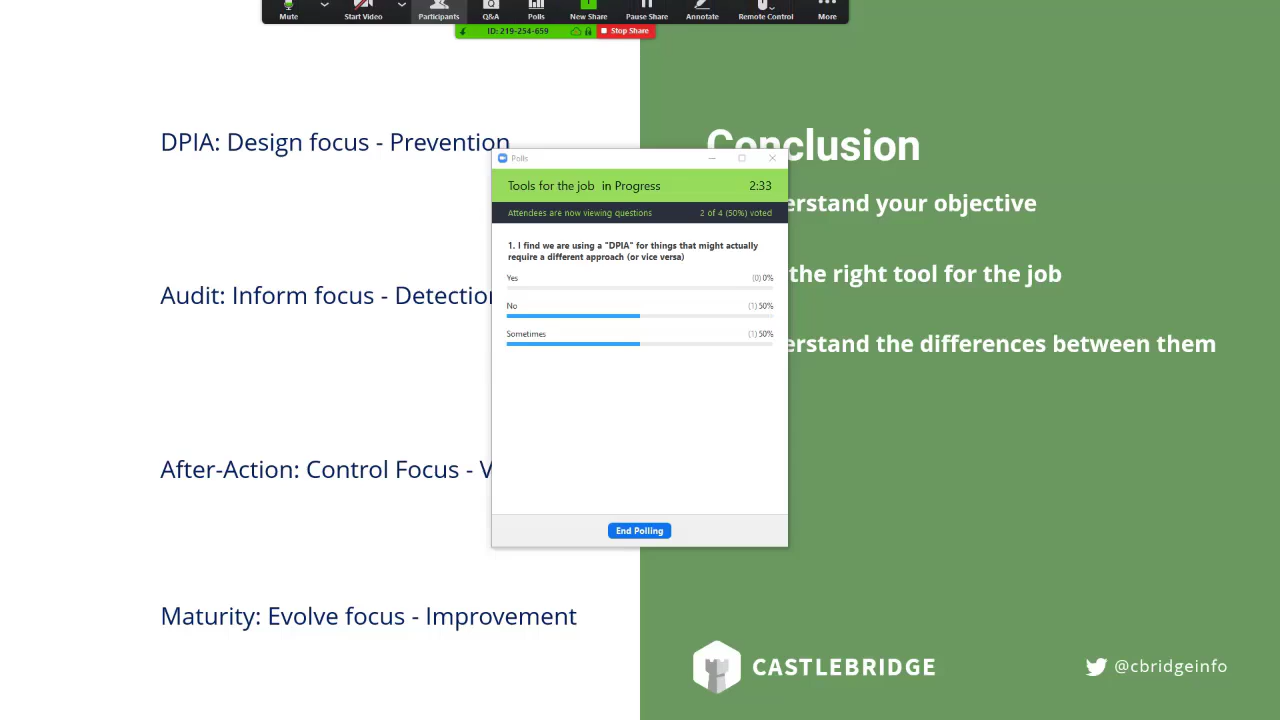 Mute
Start Video
Participants
Q&A
Polls
New Share
Pause Share
Annotate
Remote Control
More
ID: 219-254-659
Stop Share
DPIA: Design focus - Prevention
Audit: Inform focus - Detection
After-Action: Control Focus - V
Maturity: Evolve focus - Improvement
Polls
Tools for the job in Progress
2:33
Attendees are now viewing questions
2 of 4 (50%) voted
1. I find we are using a "DPIA" for things that might actually
require a different approach (or vice versa)
Yes (0) 0%
No (1) 50%
Sometimes (1) 50%
End Polling
Conclusion
erstand your objective
the right tool for the job
erstand the differences between them
CASTLEBRIDGE
@cbridgeinfo